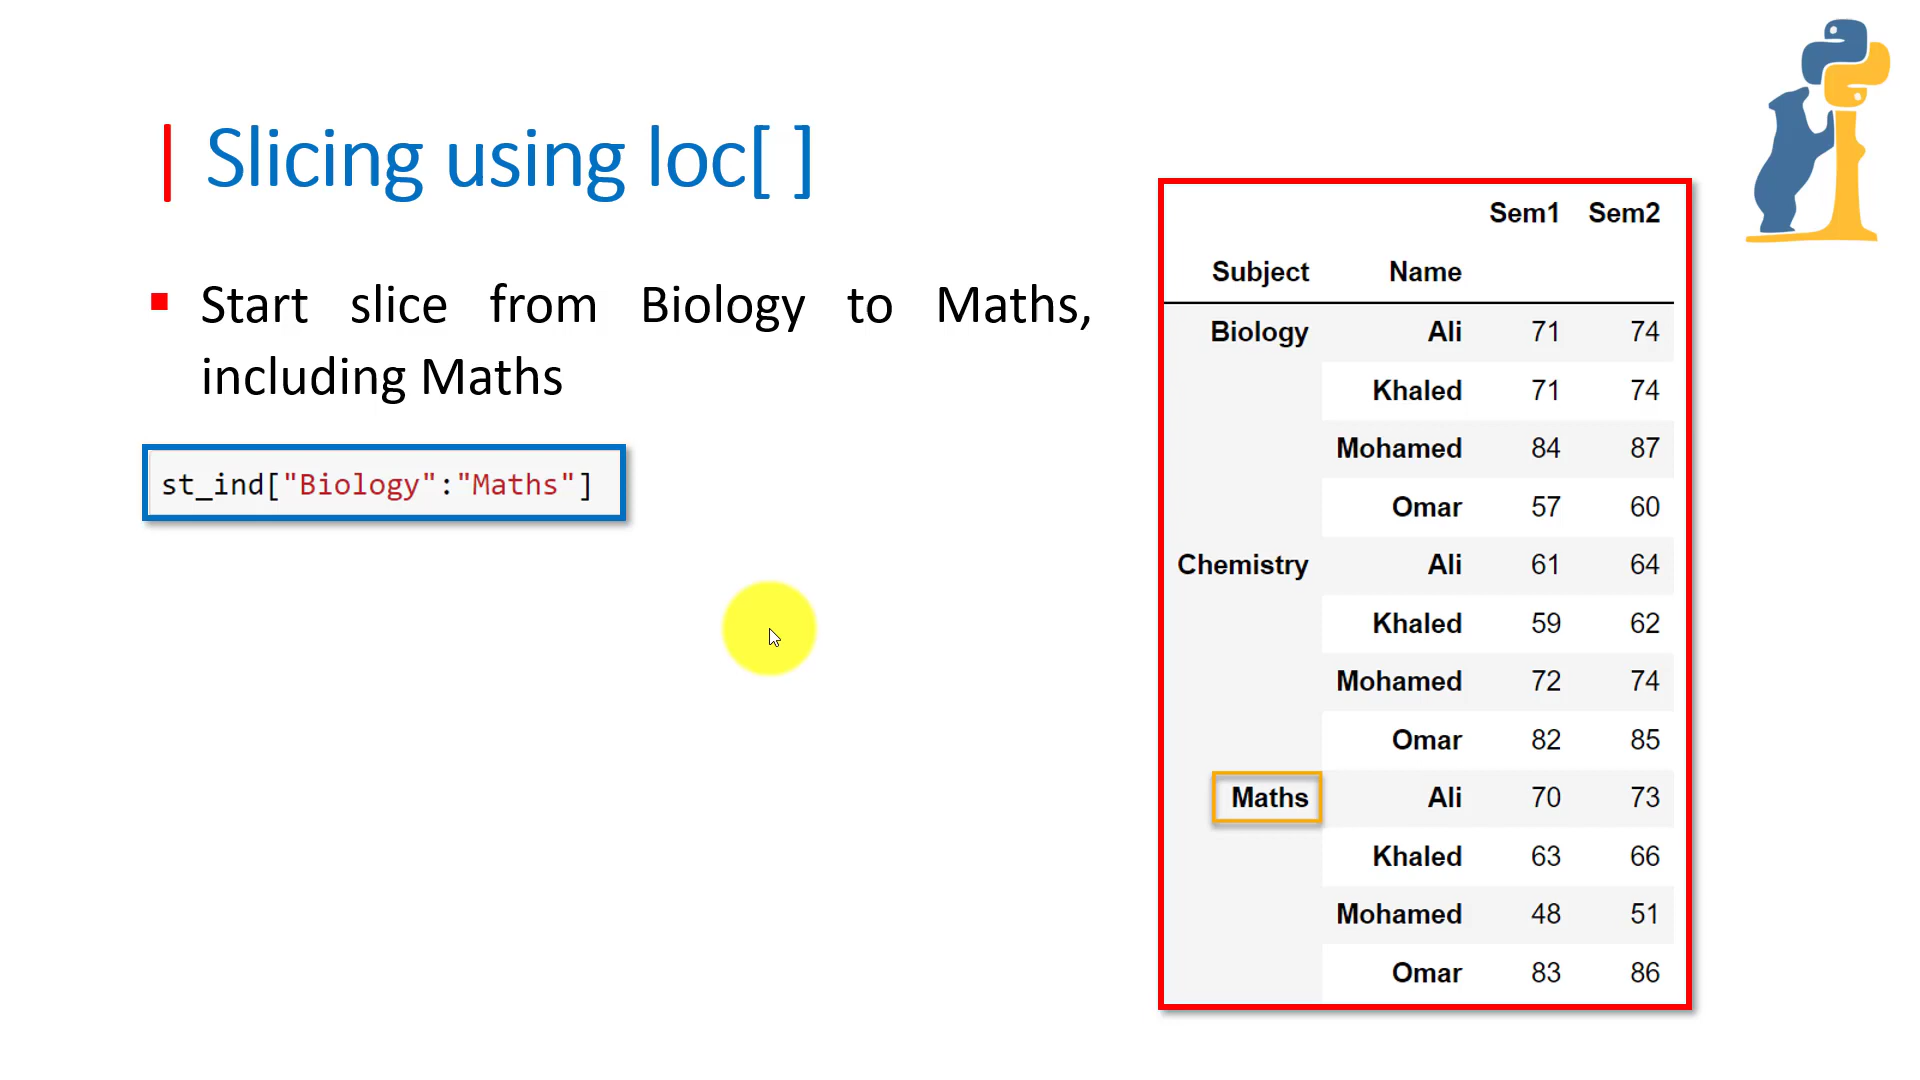 Slicing using loc[ ]
Start slice from Biology to Maths,
including Maths
st_ind["Biology":"Maths"]
Sem1 Sem2
Subject Name
Biology Ali 71 74
Khaled 71 74
Mohamed 84 87
Omar 57 60
Chemistry Ali 61 64
Khaled 59 62
Mohamed 72 74
Omar 82 85
Maths Ali 70 73
Khaled 63 66
Mohamed 48 51
Omar 83 86